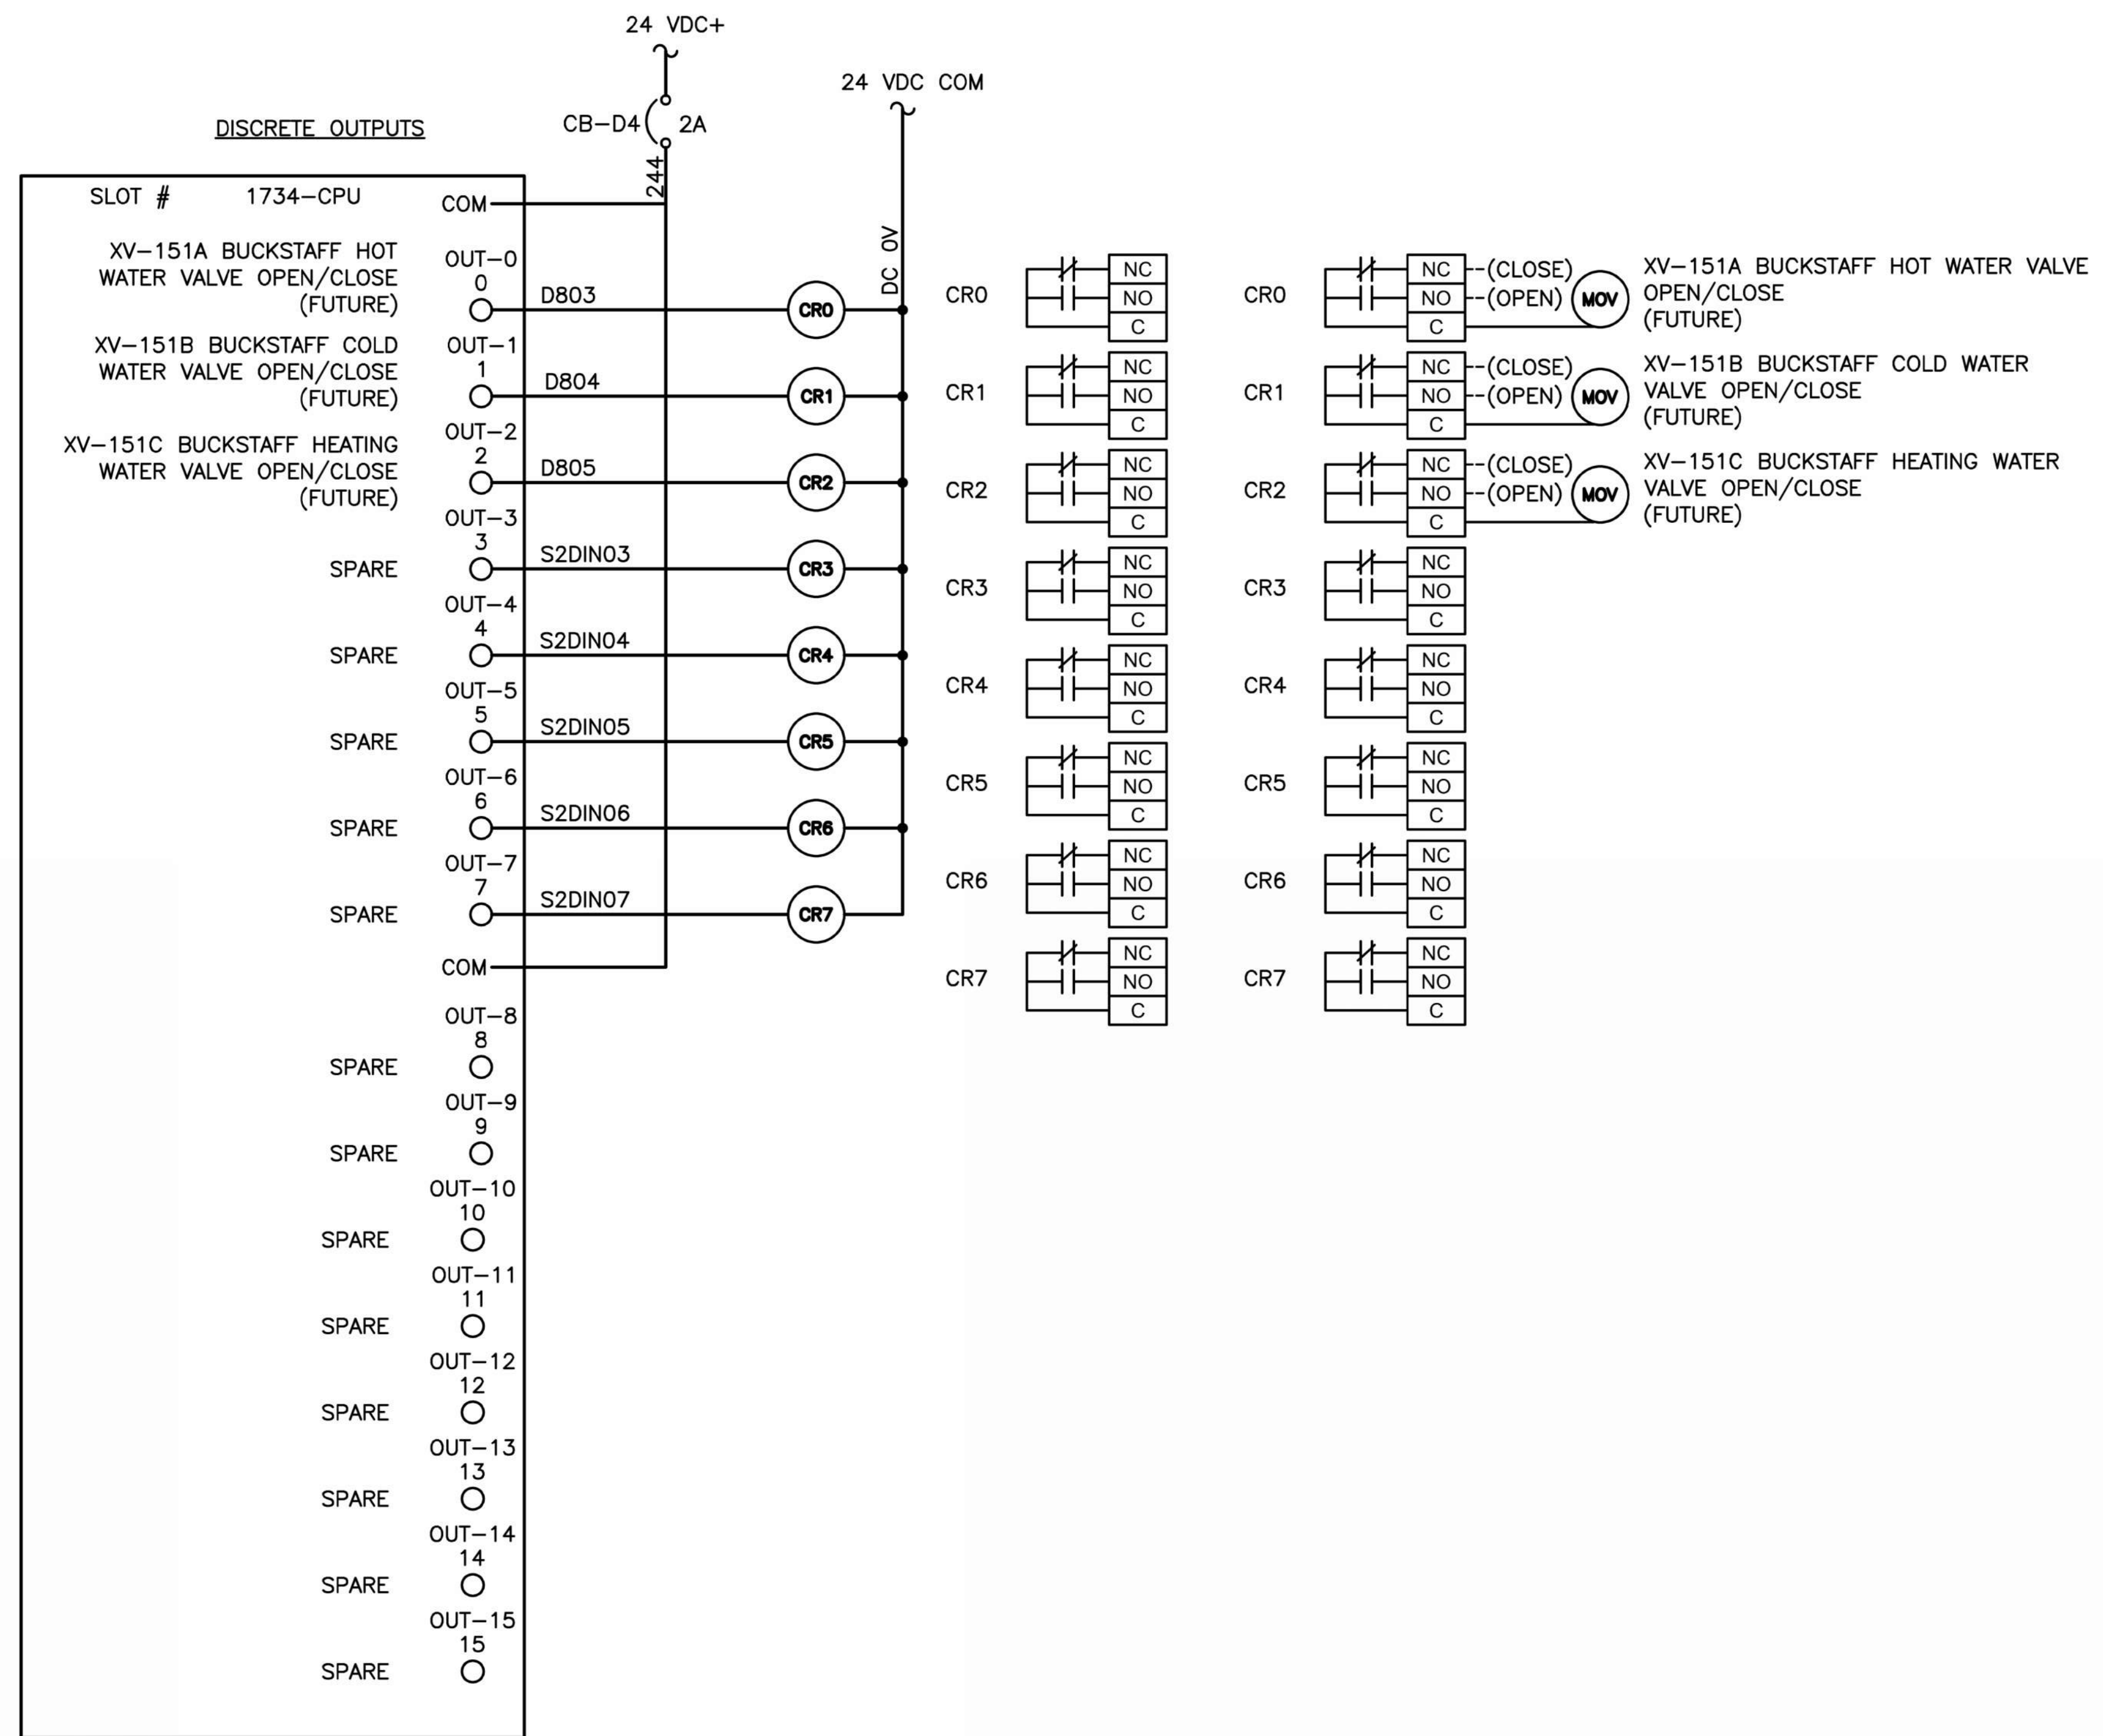 24 VDC+
24 VDC COM
DISCRETE OUTPUTS
CB-D4 2A
244
DC 0V
SLOT # 1734-CPU
COM
XV-151A BUCKSTAFF HOT
WATER VALVE OPEN/CLOSE
(FUTURE)
OUT-0
0
D803
CR0
XV-151B BUCKSTAFF COLD
WATER VALVE OPEN/CLOSE
(FUTURE)
OUT-1
1
D804
CR1
XV-151C BUCKSTAFF HEATING
WATER VALVE OPEN/CLOSE
(FUTURE)
OUT-2
2
D805
CR2
OUT-3
3
SPARE
S2DIN03
CR3
OUT-4
4
SPARE
S2DIN04
CR4
OUT-5
5
SPARE
S2DIN05
CR5
OUT-6
6
SPARE
S2DIN06
CR6
OUT-7
7
SPARE
S2DIN07
CR7
COM
OUT-8
8
SPARE
OUT-9
9
SPARE
OUT-10
10
SPARE
OUT-11
11
SPARE
OUT-12
12
SPARE
OUT-13
13
SPARE
OUT-14
14
SPARE
OUT-15
15
SPARE
CR0
NC
NO
C
CR1
NC
NO
C
CR2
NC
NO
C
CR3
NC
NO
C
CR4
NC
NO
C
CR5
NC
NO
C
CR6
NC
NO
C
CR7
NC
NO
C
CR0
NC --(CLOSE)
NO --(OPEN)
C
MOV
XV-151A BUCKSTAFF HOT WATER VALVE
OPEN/CLOSE
(FUTURE)
CR1
NC --(CLOSE)
NO --(OPEN)
C
MOV
XV-151B BUCKSTAFF COLD WATER
VALVE OPEN/CLOSE
(FUTURE)
CR2
NC --(CLOSE)
NO --(OPEN)
C
MOV
XV-151C BUCKSTAFF HEATING WATER
VALVE OPEN/CLOSE
(FUTURE)
CR3
NC
NO
C
CR4
NC
NO
C
CR5
NC
NO
C
CR6
NC
NO
C
CR7
NC
NO
C